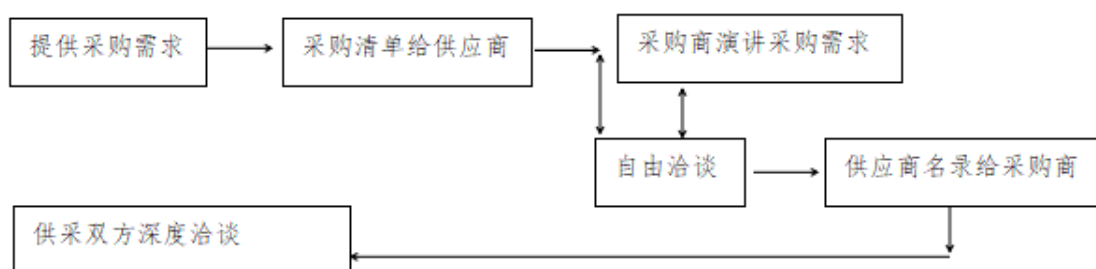 提供采购需求
采购清单给供应商
采购商演讲采购需求
自由洽谈
供应商名录给采购商
供采双方深度洽谈